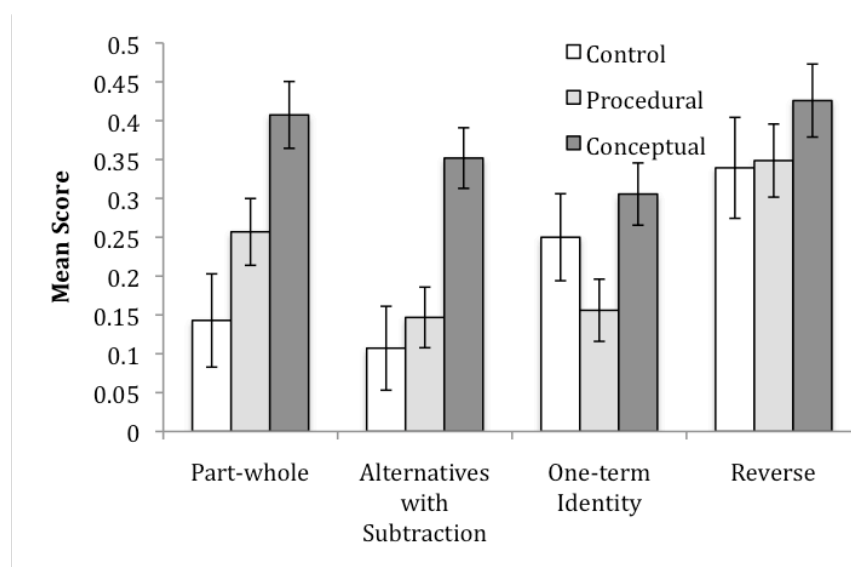 0.5
0.45
0.4
0.35
0.3
0.25
0.2
0.15
0.1
0.05
0
Mean Score
Control
Procedural
Conceptual
Part-whole
Alternatives
with
Subtraction
One-term
Identity
Reverse